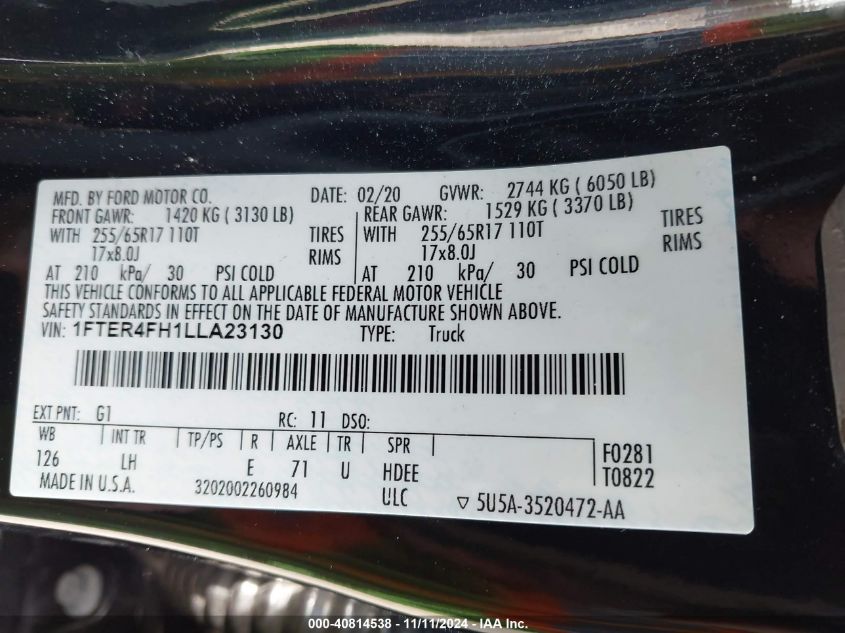 MFD. BY FORD MOTOR CO. DATE: 02/20 GVWR: 2744 KG ( 6050 LB)
FRONT GAWR: 1420 KG ( 3130 LB) REAR GAWR: 1529 KG ( 3370 LB)
WITH 255/65R17 110T TIRES WITH 255/65R17 110T TIRES
17x8.0J RIMS 17x8.0J RIMS
AT 210 kPa/ 30 PSI COLD AT 210 kPa/ 30 PSI COLD
THIS VEHICLE CONFORMS TO ALL APPLICABLE FEDERAL MOTOR VEHICLE
SAFETY STANDARDS IN EFFECT ON THE DATE OF MANUFACTURE SHOWN ABOVE.
VIN: 1FTER4FH1LLA23130 TYPE: Truck
EXT PNT: G1 RC: 11 DSO:
WB INT TR TP/PS R AXLE TR SPR F0281
126 LH E 71 U HDEE T0822
MADE IN U.S.A. 3202002260984 ULC ▽ 5U5A-3520472-AA
000-40814538 - 11/11/2024 - IAA Inc.